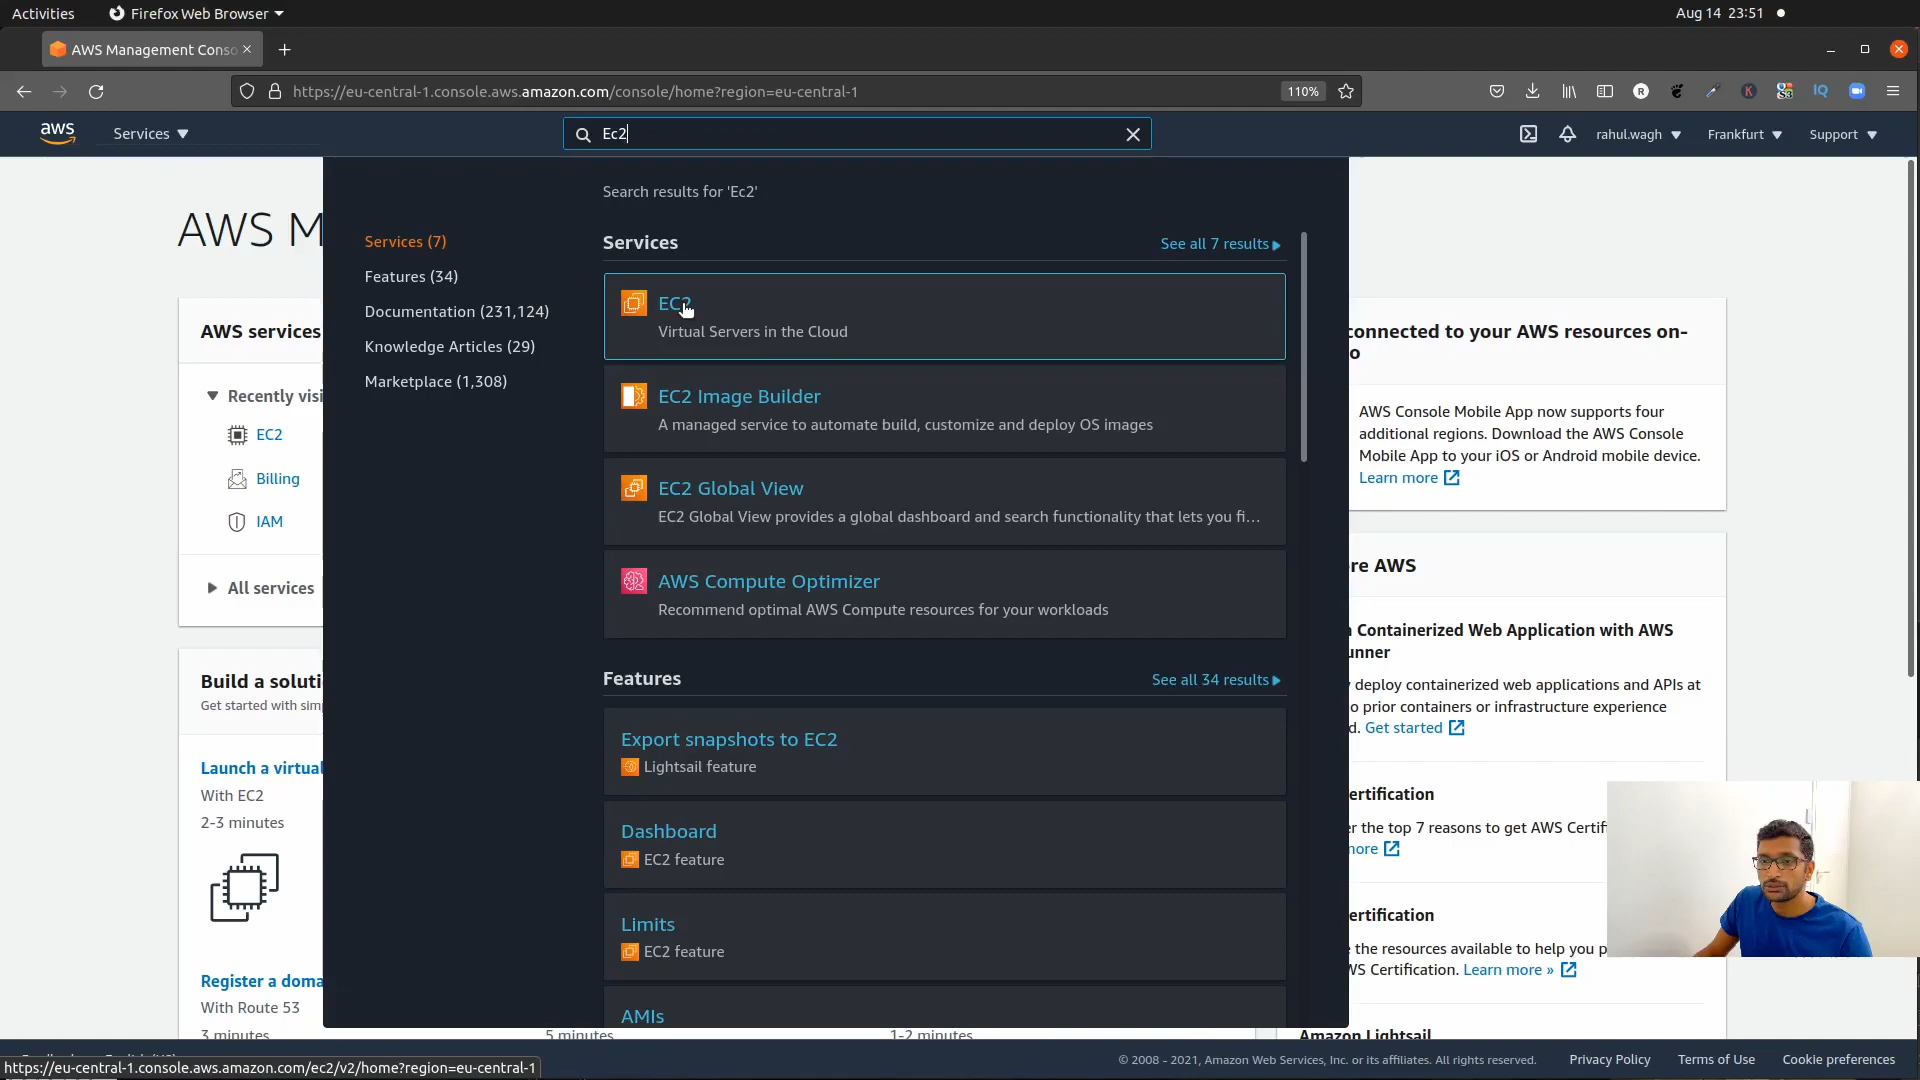 Activities
Firefox Web Browser
Aug 14 23:51
AWS Management Conso
https://eu-central-1.console.aws.amazon.com/console/home?region=eu-central-1
110%
aws
Services
Ec2
rahul.wagh
Frankfurt
Support
Search results for 'Ec2'
AWS M
Services (7)
Features (34)
Documentation (231,124)
Knowledge Articles (29)
Marketplace (1,308)
Services
See all 7 results
EC2
Virtual Servers in the Cloud
EC2 Image Builder
A managed service to automate build, customize and deploy OS images
EC2 Global View
EC2 Global View provides a global dashboard and search functionality that lets you fi...
AWS Compute Optimizer
Recommend optimal AWS Compute resources for your workloads
Features
See all 34 results
Export snapshots to EC2
Lightsail feature
Dashboard
EC2 feature
Limits
EC2 feature
AMIs
AWS services
Recently visi
EC2
Billing
IAM
All services
Build a soluti
Get started with sim
Launch a virtual
With EC2
2-3 minutes
Register a doma
With Route 53
3 minutes
5 minutes
1-2 minutes
connected to your AWS resources on-
o
AWS Console Mobile App now supports four
additional regions. Download the AWS Console
Mobile App to your iOS or Android mobile device.
Learn more
re AWS
Containerized Web Application with AWS
unner
y deploy containerized web applications and APIs at
o prior containers or infrastructure experience
d. Get started
ertification
er the top 7 reasons to get AWS Certif
more
ertification
e the resources available to help you p
WS Certification. Learn more »
Amazon Lightsail
https://eu-central-1.console.aws.amazon.com/ec2/v2/home?region=eu-central-1
© 2008 - 2021, Amazon Web Services, Inc. or its affiliates. All rights reserved.
Privacy Policy
Terms of Use
Cookie preferences